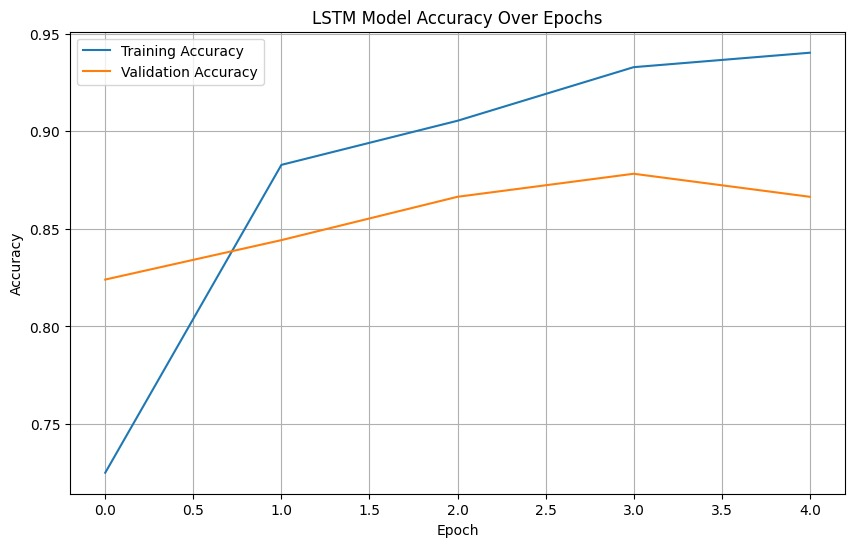 LSTM Model Accuracy Over Epochs
Training Accuracy
Validation Accuracy
0.95
0.90
0.85
0.80
0.75
Accuracy
0.0 0.5 1.0 1.5 2.0 2.5 3.0 3.5 4.0
Epoch